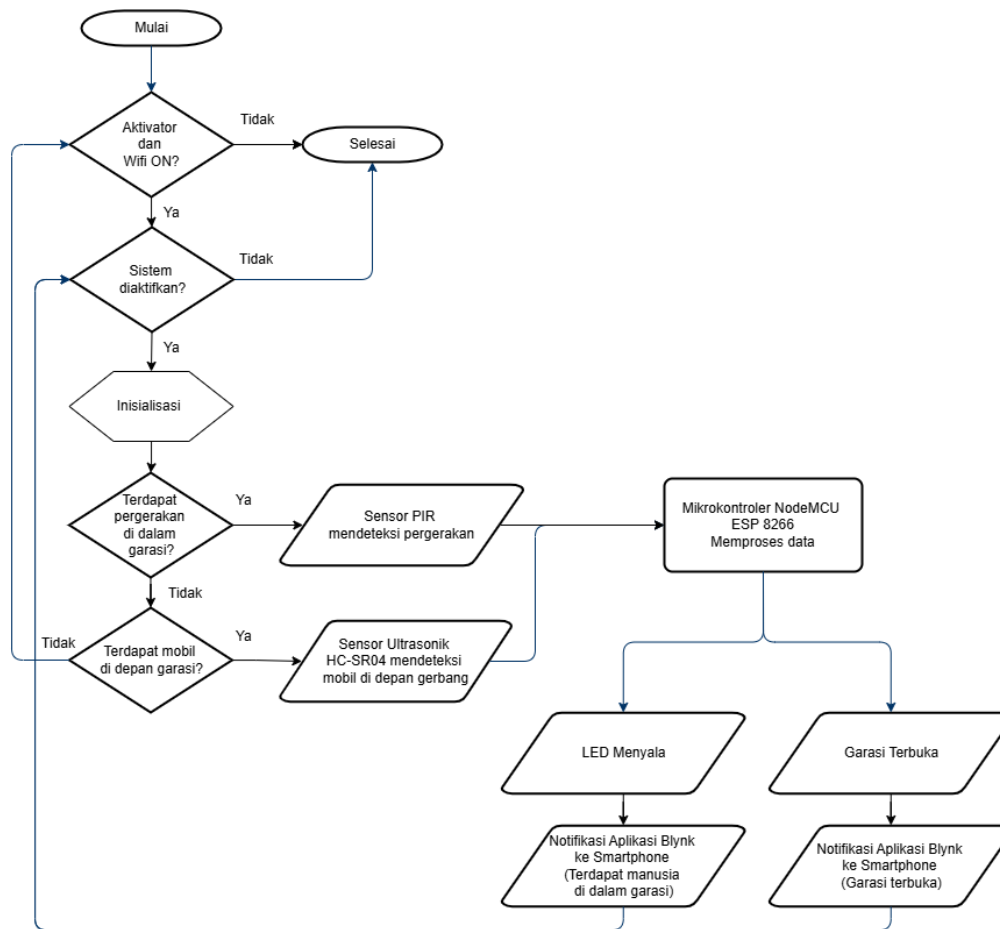 Mulai
Aktivator
dan
Wifi ON?
Tidak
Selesai
Ya
Sistem
diaktifkan?
Tidak
Ya
Inisialisasi
Terdapat
pergerakan
di dalam
garasi?
Ya
Sensor PIR
mendeteksi pergerakan
Mikrokontroler NodeMCU
ESP 8266
Memproses data
Tidak
Tidak
Terdapat mobil
di depan garasi?
Ya
Sensor Ultrasonik
HC-SR04 mendeteksi
mobil di depan gerbang
LED Menyala
Garasi Terbuka
Notifikasi Aplikasi Blynk
ke Smartphone
(Terdapat manusia
di dalam garasi)
Notifikasi Aplikasi Blynk
ke Smartphone
(Garasi terbuka)